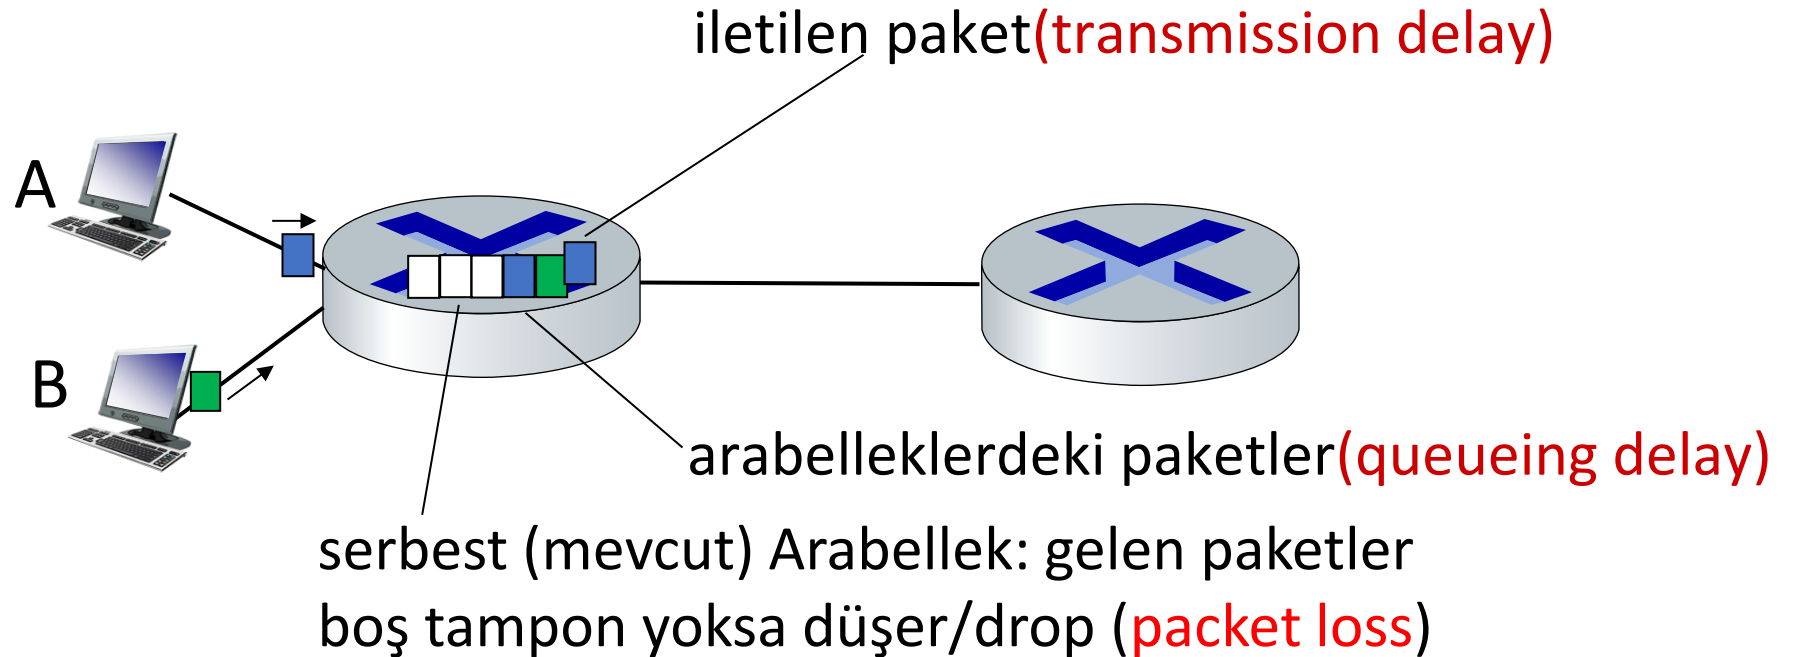 iletilen paket(transmission delay)
A
B
arabelleklerdeki paketler(queueing delay)
serbest (mevcut) Arabellek: gelen paketler
boş tampon yoksa düşer/drop (packet loss)